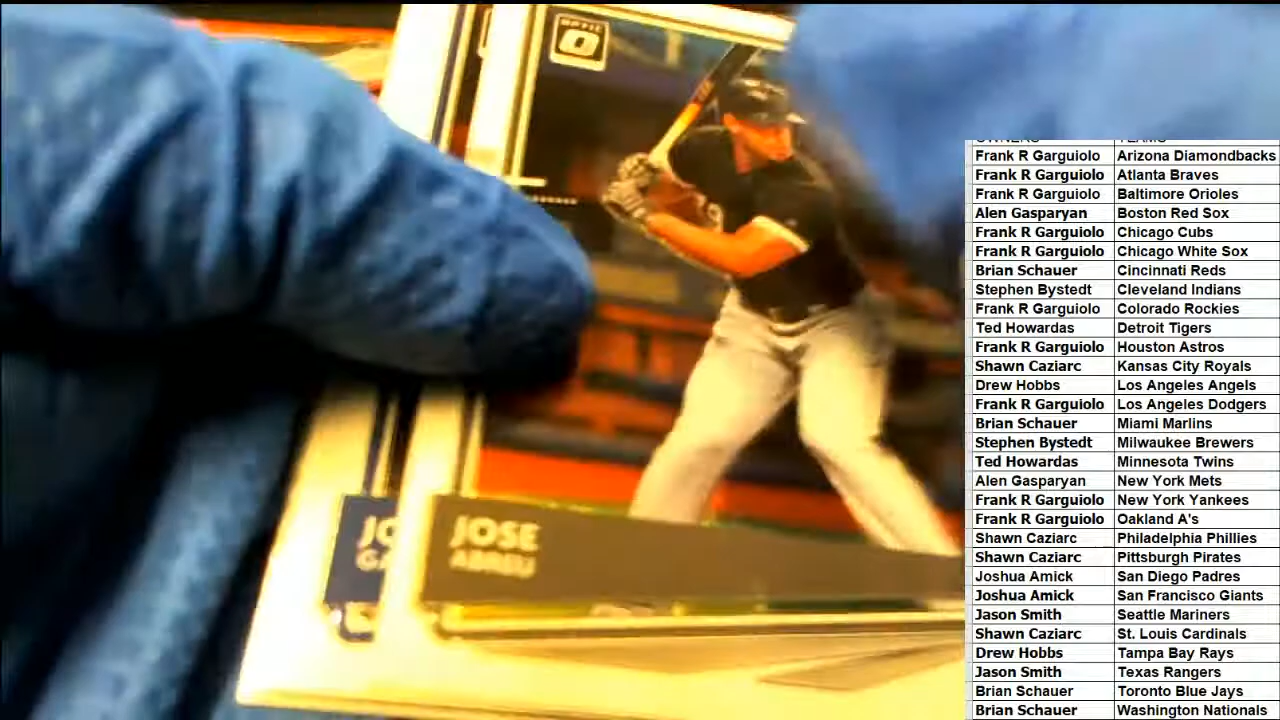 OPTIC
JOSE
ABREU
JO
GA
OWNERS TEAMS
Frank R Garguiolo Arizona Diamondbacks
Frank R Garguiolo Atlanta Braves
Frank R Garguiolo Baltimore Orioles
Alen Gasparyan Boston Red Sox
Frank R Garguiolo Chicago Cubs
Frank R Garguiolo Chicago White Sox
Brian Schauer Cincinnati Reds
Stephen Bystedt Cleveland Indians
Frank R Garguiolo Colorado Rockies
Ted Howardas Detroit Tigers
Frank R Garguiolo Houston Astros
Shawn Caziarc Kansas City Royals
Drew Hobbs Los Angeles Angels
Frank R Garguiolo Los Angeles Dodgers
Brian Schauer Miami Marlins
Stephen Bystedt Milwaukee Brewers
Ted Howardas Minnesota Twins
Alen Gasparyan New York Mets
Frank R Garguiolo New York Yankees
Frank R Garguiolo Oakland A's
Shawn Caziarc Philadelphia Phillies
Shawn Caziarc Pittsburgh Pirates
Joshua Amick San Diego Padres
Joshua Amick San Francisco Giants
Jason Smith Seattle Mariners
Shawn Caziarc St. Louis Cardinals
Drew Hobbs Tampa Bay Rays
Jason Smith Texas Rangers
Brian Schauer Toronto Blue Jays
Brian Schauer Washington Nationals